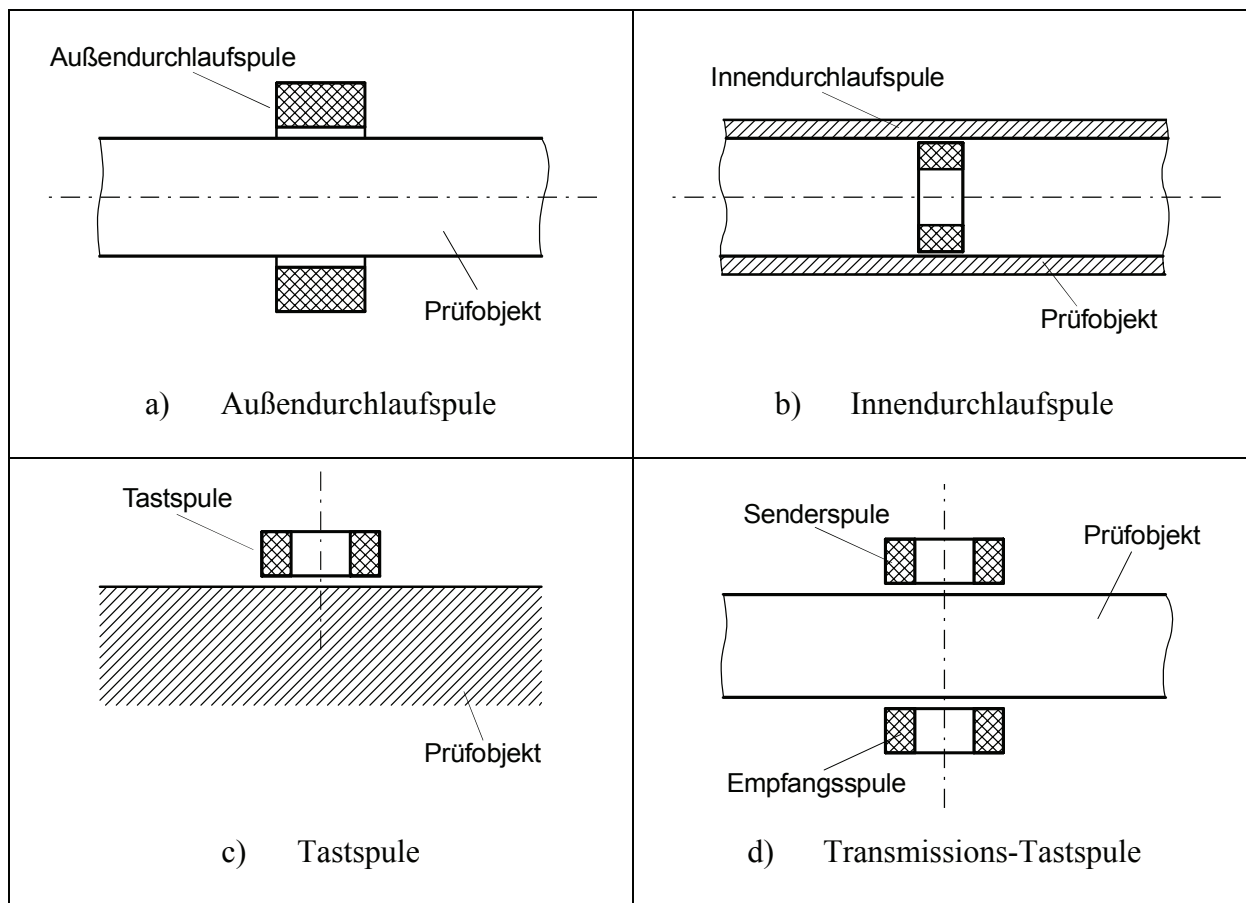 Außendurchlaufspule
Prüfobjekt
a) Außendurchlaufspule
Innendurchlaufspule
Prüfobjekt
b) Innendurchlaufspule
Tastspule
Prüfobjekt
c) Tastspule
Senderspule
Prüfobjekt
Empfangsspule
d) Transmissions-Tastspule